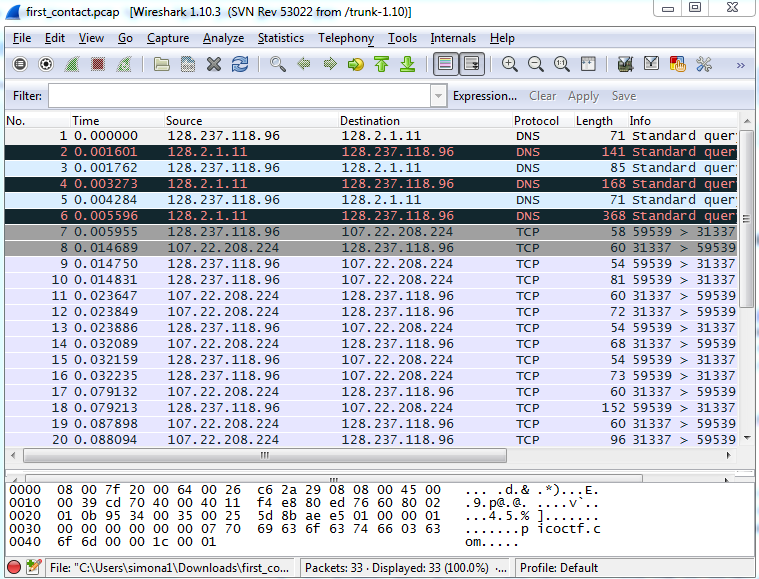 first_contact.pcap [Wireshark 1.10.3 (SVN Rev 53022 from /trunk-1.10)]
File Edit View Go Capture Analyze Statistics Telephony Tools Internals Help
Filter: Expression... Clear Apply Save
No. Time Source Destination Protocol Length Info
1 0.000000 128.237.118.96 128.2.1.11 DNS 71 Standard quer
2 0.001601 128.2.1.11 128.237.118.96 DNS 141 Standard quer
3 0.001762 128.237.118.96 128.2.1.11 DNS 85 Standard quer
4 0.003273 128.2.1.11 128.237.118.96 DNS 168 Standard quer
5 0.004284 128.237.118.96 128.2.1.11 DNS 71 Standard quer
6 0.005596 128.2.1.11 128.237.118.96 DNS 368 Standard quer
7 0.005955 128.237.118.96 107.22.208.224 TCP 58 59539 > 31337
8 0.014689 107.22.208.224 128.237.118.96 TCP 60 31337 > 59539
9 0.014750 128.237.118.96 107.22.208.224 TCP 54 59539 > 31337
10 0.014831 128.237.118.96 107.22.208.224 TCP 81 59539 > 31337
11 0.023647 107.22.208.224 128.237.118.96 TCP 60 31337 > 59539
12 0.023849 107.22.208.224 128.237.118.96 TCP 72 31337 > 59539
13 0.023886 128.237.118.96 107.22.208.224 TCP 54 59539 > 31337
14 0.032089 107.22.208.224 128.237.118.96 TCP 68 31337 > 59539
15 0.032159 128.237.118.96 107.22.208.224 TCP 54 59539 > 31337
16 0.032235 128.237.118.96 107.22.208.224 TCP 73 59539 > 31337
17 0.079132 107.22.208.224 128.237.118.96 TCP 60 31337 > 59539
18 0.079213 128.237.118.96 107.22.208.224 TCP 152 59539 > 31337
19 0.087898 107.22.208.224 128.237.118.96 TCP 60 31337 > 59539
20 0.088094 107.22.208.224 128.237.118.96 TCP 96 31337 > 59539
0000 08 00 7f 20 00 64 00 26 c6 2a 29 08 08 00 45 00 ... .d.& .*)...E.
0010 00 39 cd 70 40 00 40 11 f4 e8 80 ed 76 60 80 02 .9.p@.@. ....v`..
0020 01 0b 95 34 00 35 00 25 5d 8b ae e5 01 00 00 01 ...4.5.% ].......
0030 00 00 00 00 00 00 07 70 69 63 6f 63 74 66 03 63 .......p icoctf.c
0040 6f 6d 00 00 1c 00 01 om.....
File: "C:\Users\simona1\Downloads\first_co... Packets: 33 · Displayed: 33 (100.0%) ·... Profile: Default